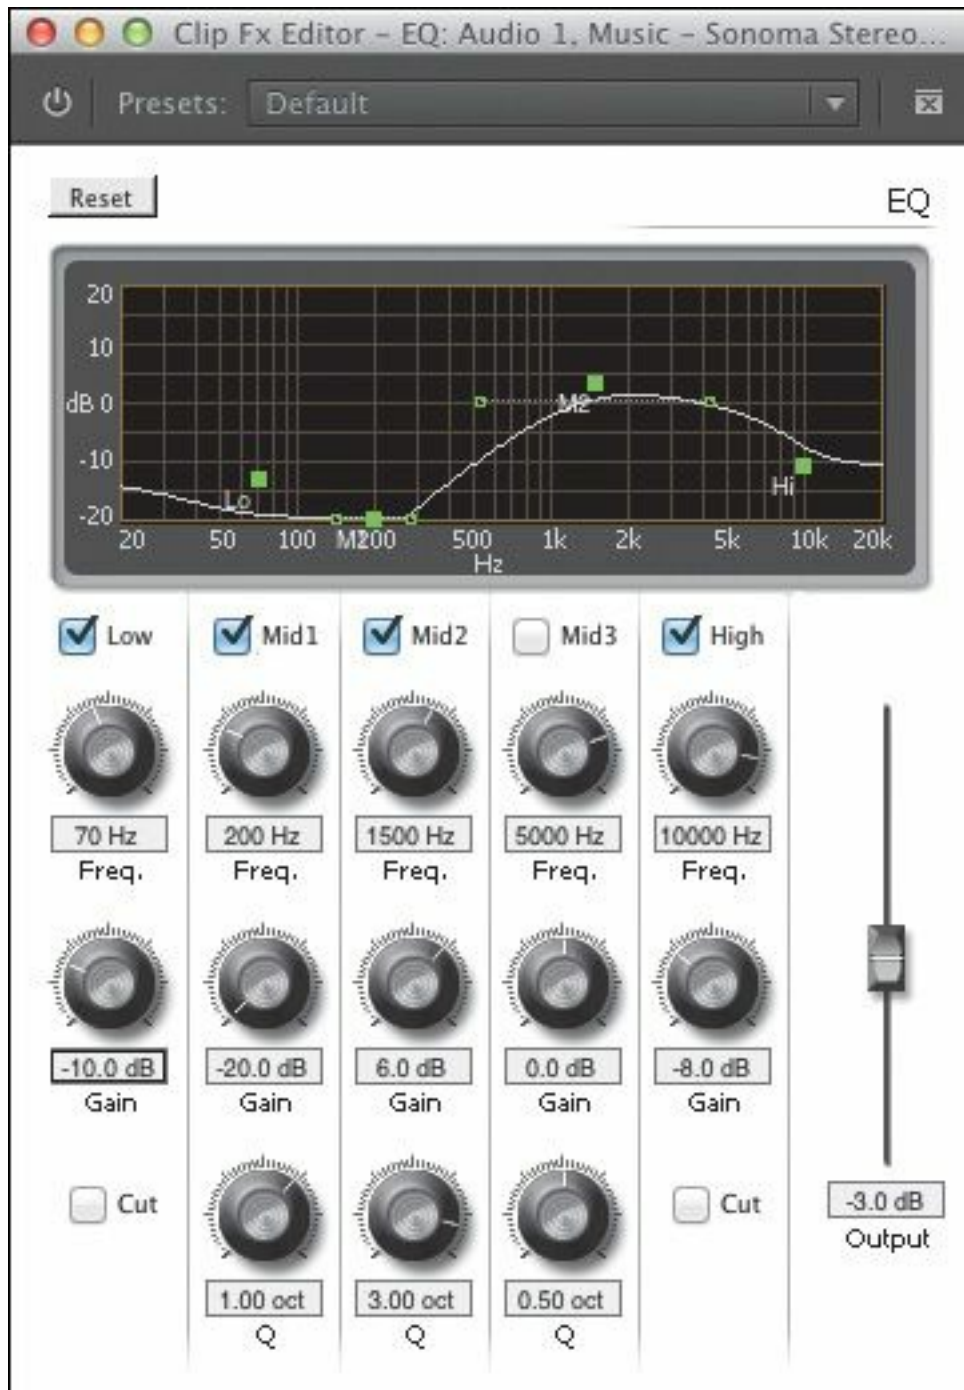 Clip Fx Editor – EQ: Audio 1, Music – Sonoma Stereo...
Presets: Default
Reset
EQ
20
10
dB 0
-10
-20
M2
Lo
Hi
20 50 100 M1 200 500 1k 2k 5k 10k 20k
Hz
Low Mid1 Mid2 Mid3 High
70 Hz 200 Hz 1500 Hz 5000 Hz 10000 Hz
Freq. Freq. Freq. Freq. Freq.
-10.0 dB -20.0 dB 6.0 dB 0.0 dB -8.0 dB
Gain Gain Gain Gain Gain
Cut Cut -3.0 dB
Output
1.00 oct 3.00 oct 0.50 oct
Q Q Q